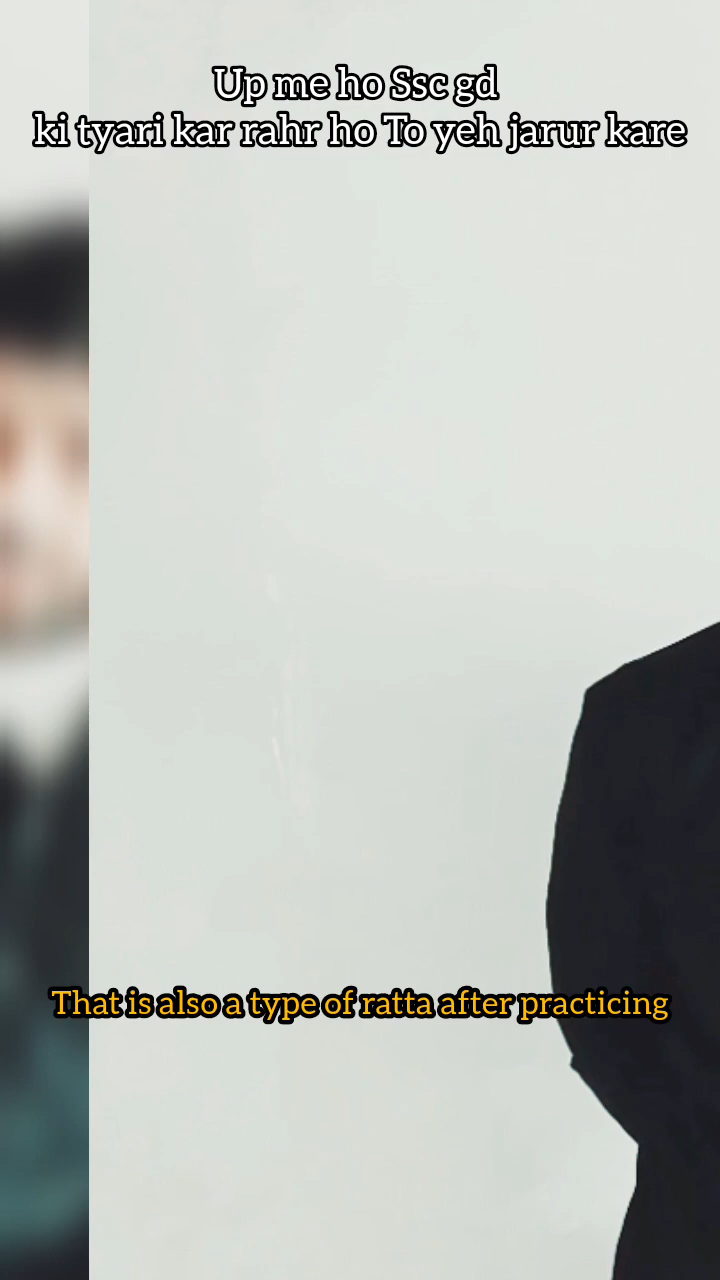 Up me ho Ssc gd
ki tyari kar rahr ho To yeh jarur kare
That is also a type of ratta after practicing